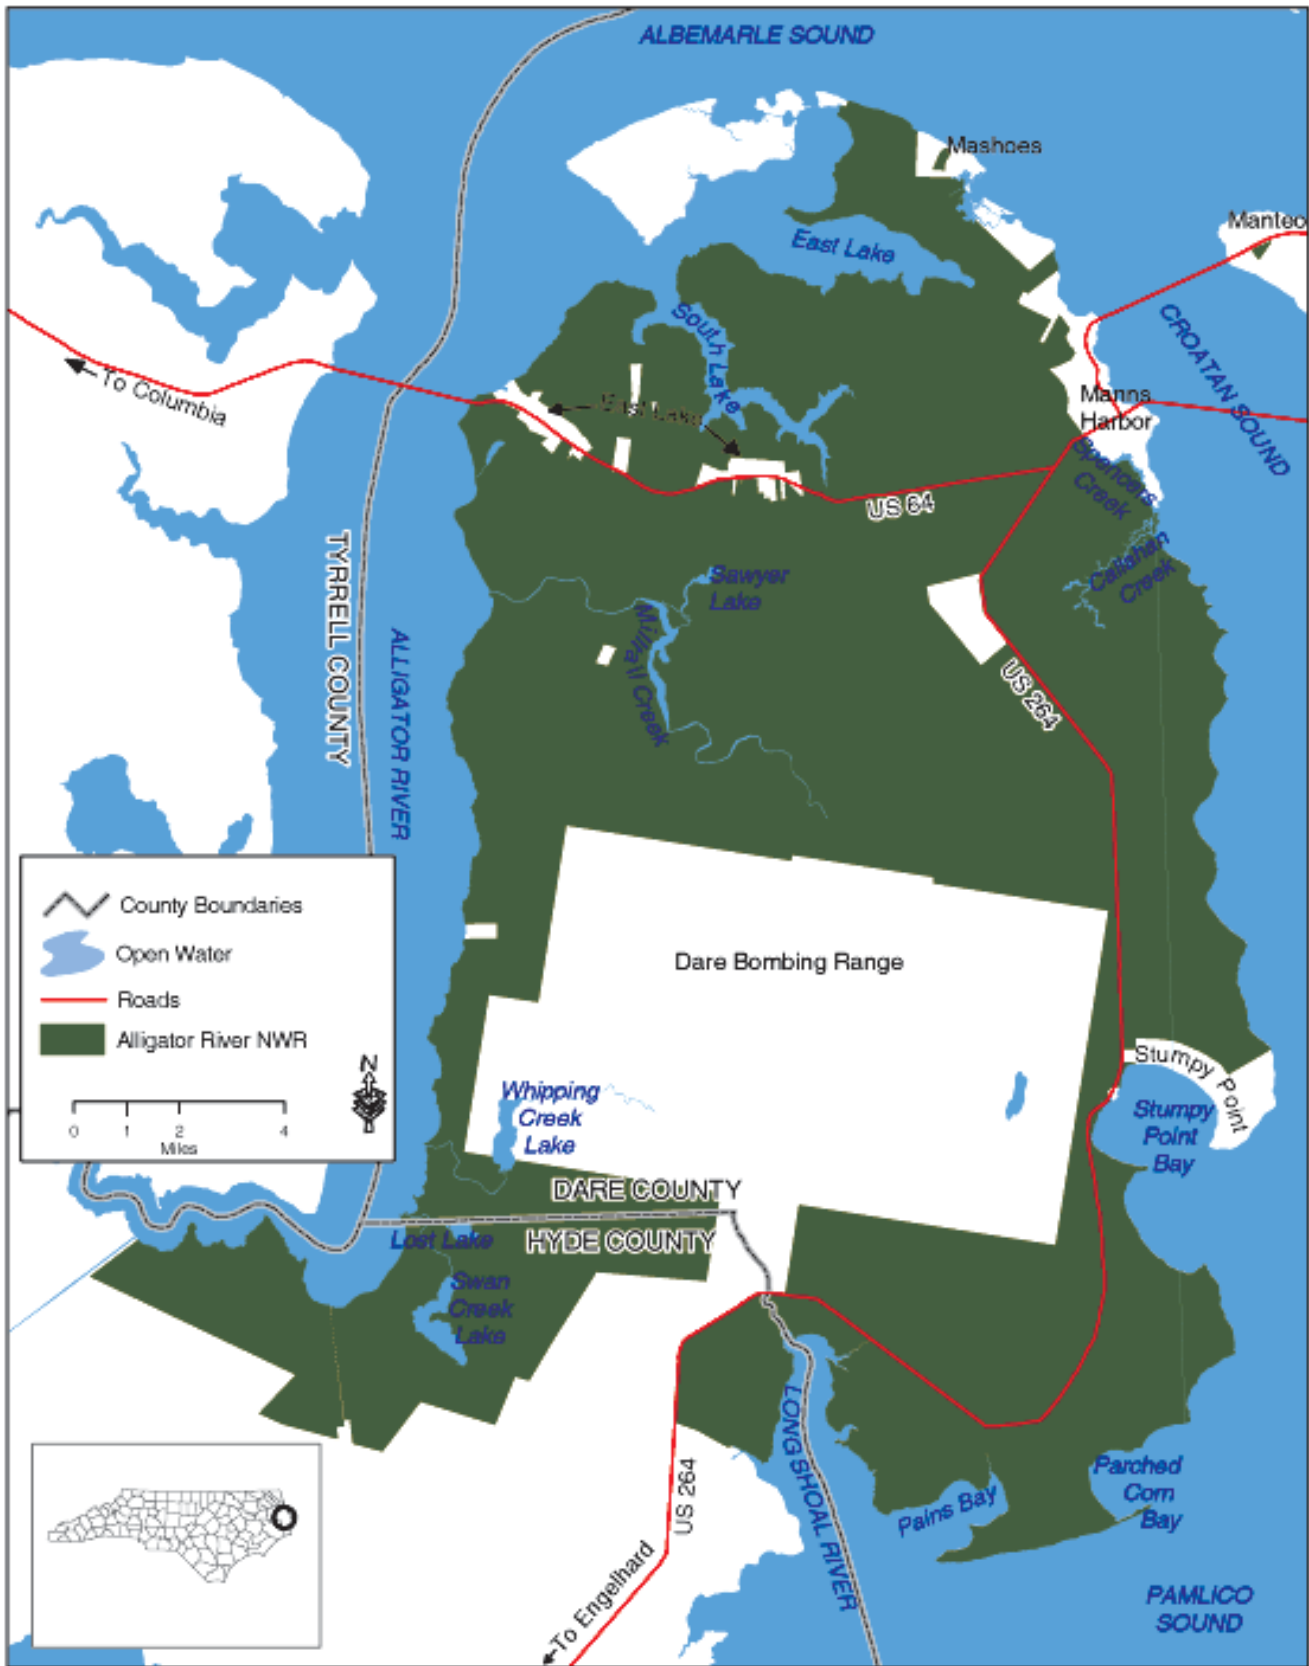 ALBEMARLE SOUND
Mashoes
Manteo
East Lake
South Lake
CROATAN SOUND
To Columbia
East Lake
Manns
Harbor
Spencers
Creek
US 64
Callahan
Creek
Sawyer
Lake
TYRRELL COUNTY
ALLIGATOR RIVER
Milltail Creek
US 264
County Boundaries
Open Water
Roads
Alligator River NWR
N
0 1 2 4
Miles
Dare Bombing Range
Stumpy Point
Whipping
Creek
Lake
Stumpy
Point
Bay
DARE COUNTY
HYDE COUNTY
Lost Lake
Swan
Creek
Lake
LONG SHOAL RIVER
US 264
Pains Bay
Parched
Corn
Bay
To Engelhard
PAMLICO
SOUND